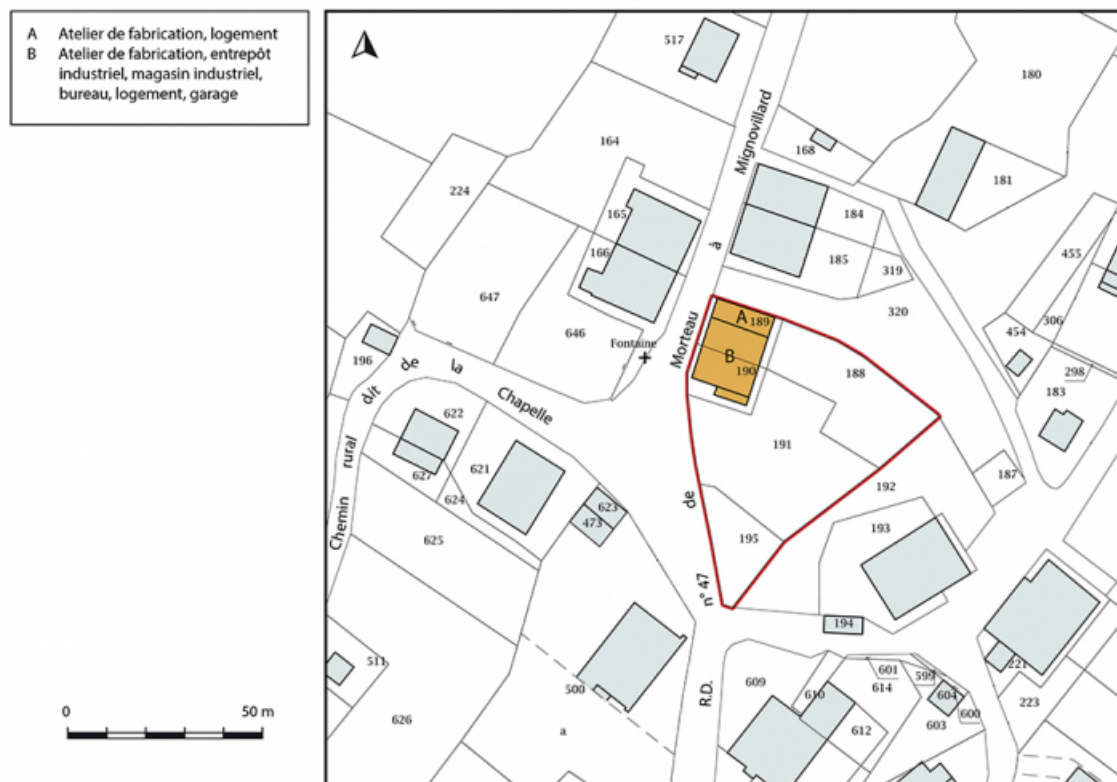 A Atelier de fabrication, logement
B Atelier de fabrication, entrepôt
industriel, magasin industriel,
bureau, logement, garage
517
180
164
Mignovillard
168
181
224
165
184
455
à
166
185
319
647
320
306
A 189
454
646
Morteau
Fontaine
B
298
196
190
188
183
de
la
dit
Chapelle
622
191
rural
621
192
187
627
de
624
623
193
473
Chemin
625
195
n° 47
194
511
601
221
599
609
614
500
610
604
R.D.
223
600
603
626
a
612
0 50 m